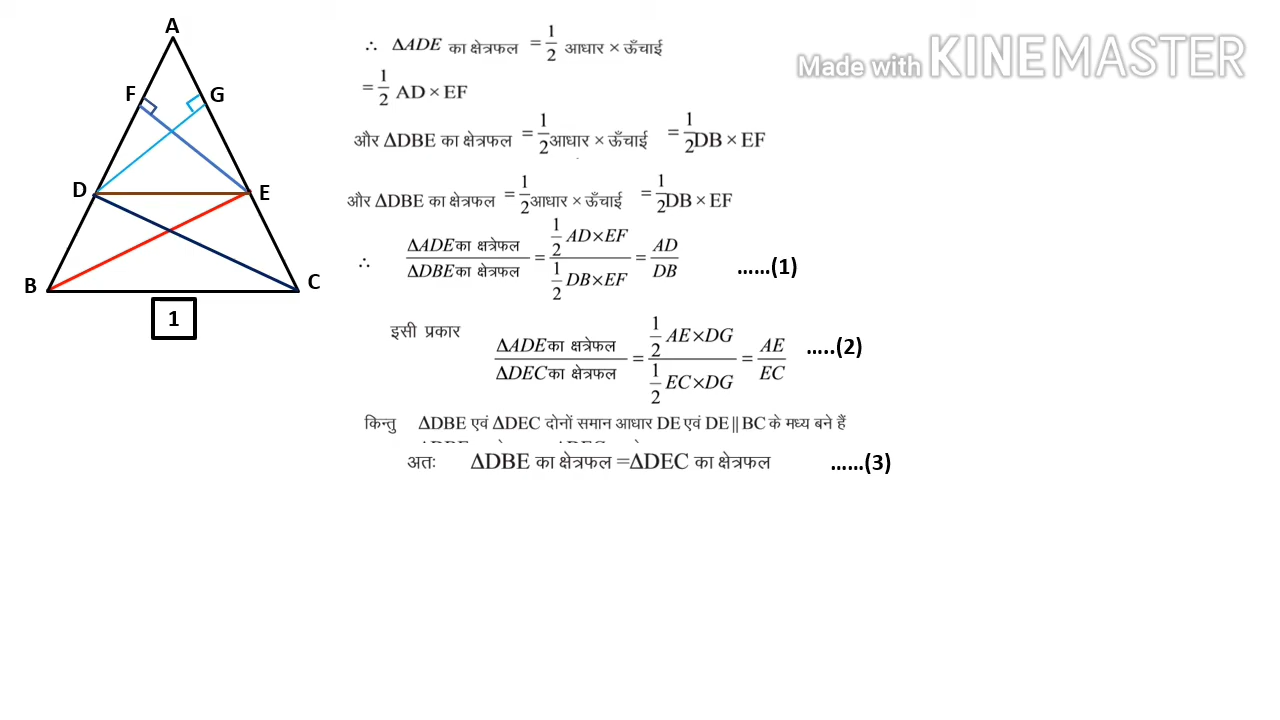 A
F
G
D
E
B
C
1
Made with KINEMASTER
∴ ΔADE का क्षेत्रफल = 1/2 आधार × ऊँचाई
= 1/2 AD × EF
और ΔDBE का क्षेत्रफल = 1/2 आधार × ऊँचाई = 1/2 DB × EF
और ΔDBE का क्षेत्रफल = 1/2 आधार × ऊँचाई = 1/2 DB × EF
∴ ΔADE का क्षत्रेफल / ΔDBE का क्षेत्रफल = 1/2 AD×EF / 1/2 DB×EF = AD/DB ......(1)
इसी प्रकार
ΔADE का क्षत्रेफल / ΔDEC का क्षेत्रफल = 1/2 AE×DG / 1/2 EC×DG = AE/EC .....(2)
किन्तु ΔDBE एवं ΔDEC दोनों समान आधार DE एवं DE || BC के मध्य बने हैं
अतः ΔDBE का क्षेत्रफल =ΔDEC का क्षेत्रफल ......(3)